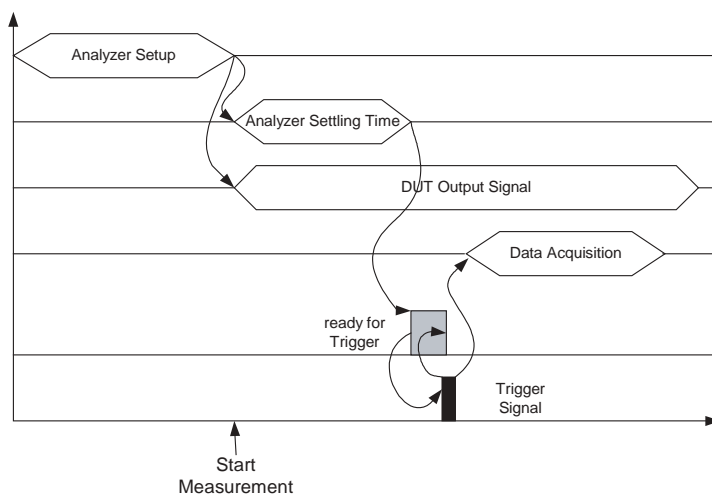 Analyzer Setup
Analyzer Settling Time
DUT Output Signal
Data Acquisition
ready for
Trigger
Trigger
Signal
Start
Measurement